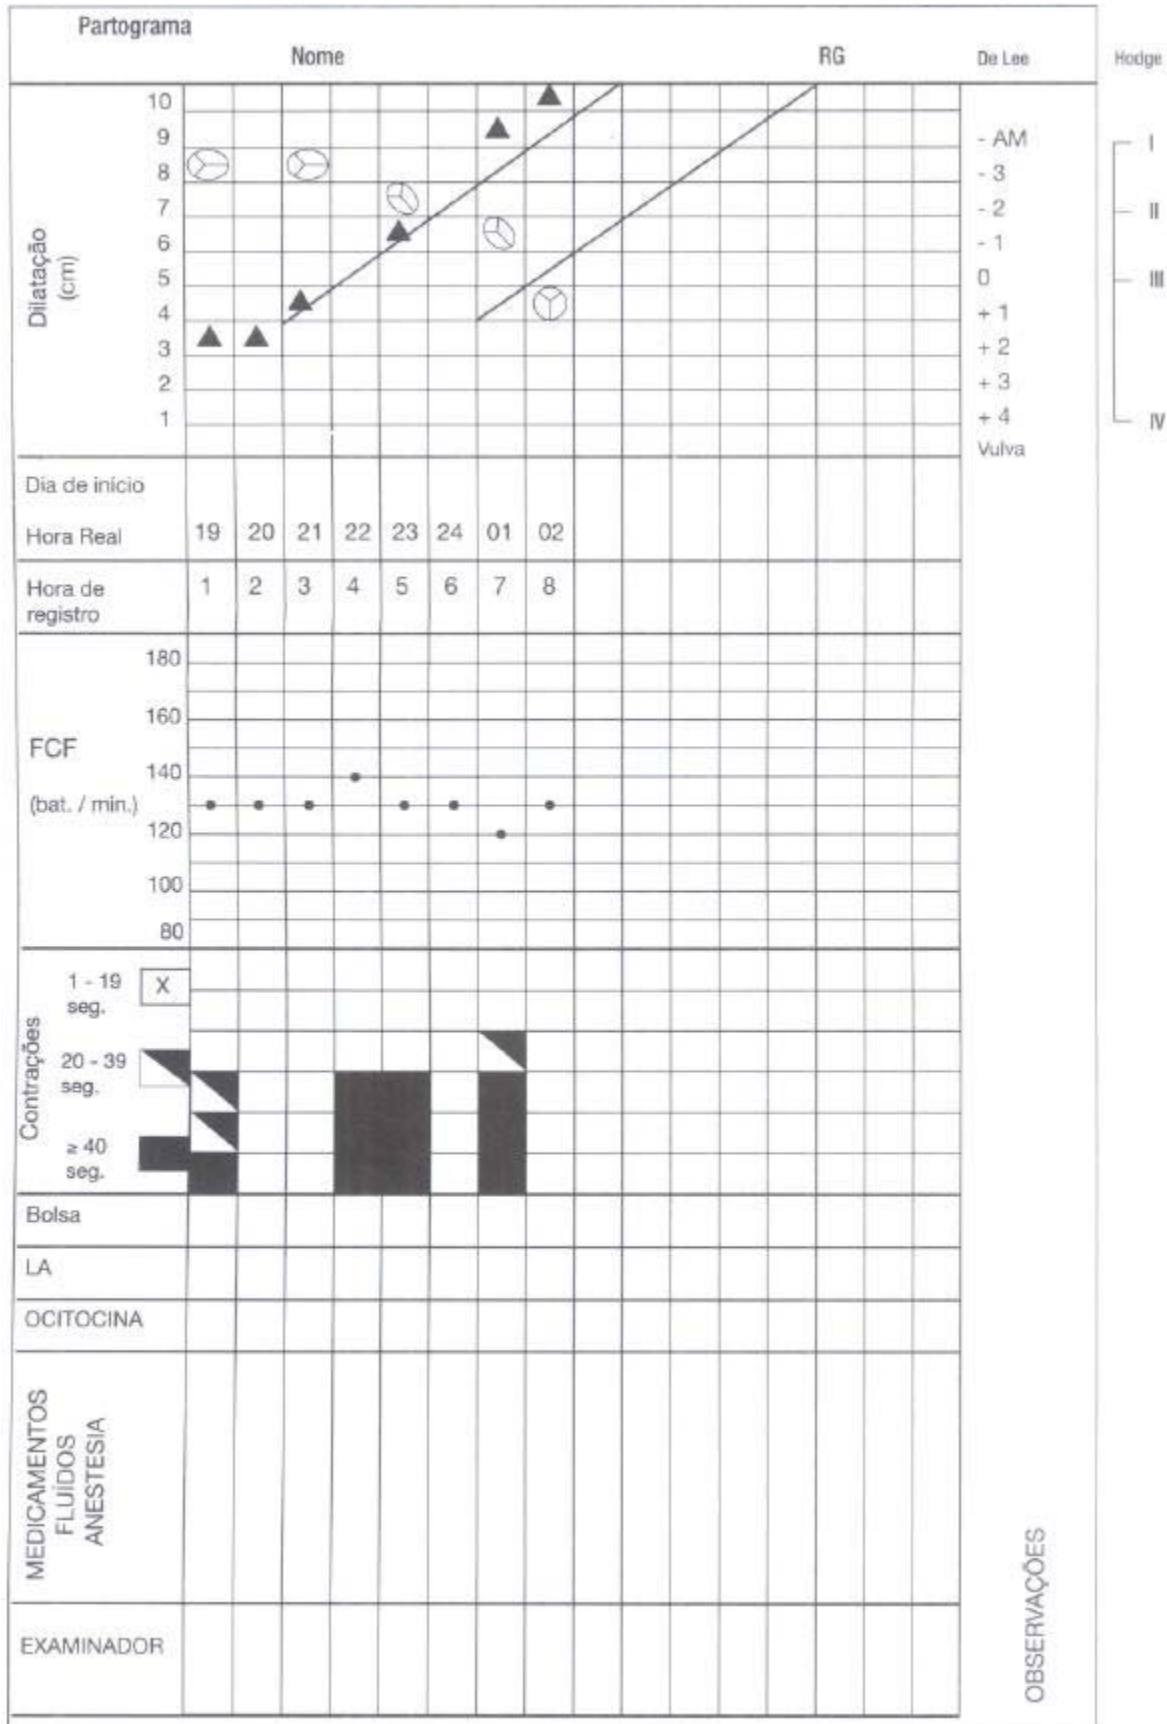 Partograma
Nome RG De Lee Hodge
Dilatação
(cm)
10
9
8
7
6
5
4
3
2
1
- AM
- 3
- 2
- 1
0
+ 1
+ 2
+ 3
+ 4
Vulva
I
II
III
IV
Dia de início
Hora Real 19 20 21 22 23 24 01 02
Hora de
registro
1 2 3 4 5 6 7 8
FCF
(bat. / min.)
180
160
140
120
100
80
Contrações
1 - 19
seg.
X
20 - 39
seg.
≥ 40
seg.
Bolsa
LA
OCITOCINA
MEDICAMENTOS
FLUÍDOS
ANESTESIA
EXAMINADOR
OBSERVAÇÕES